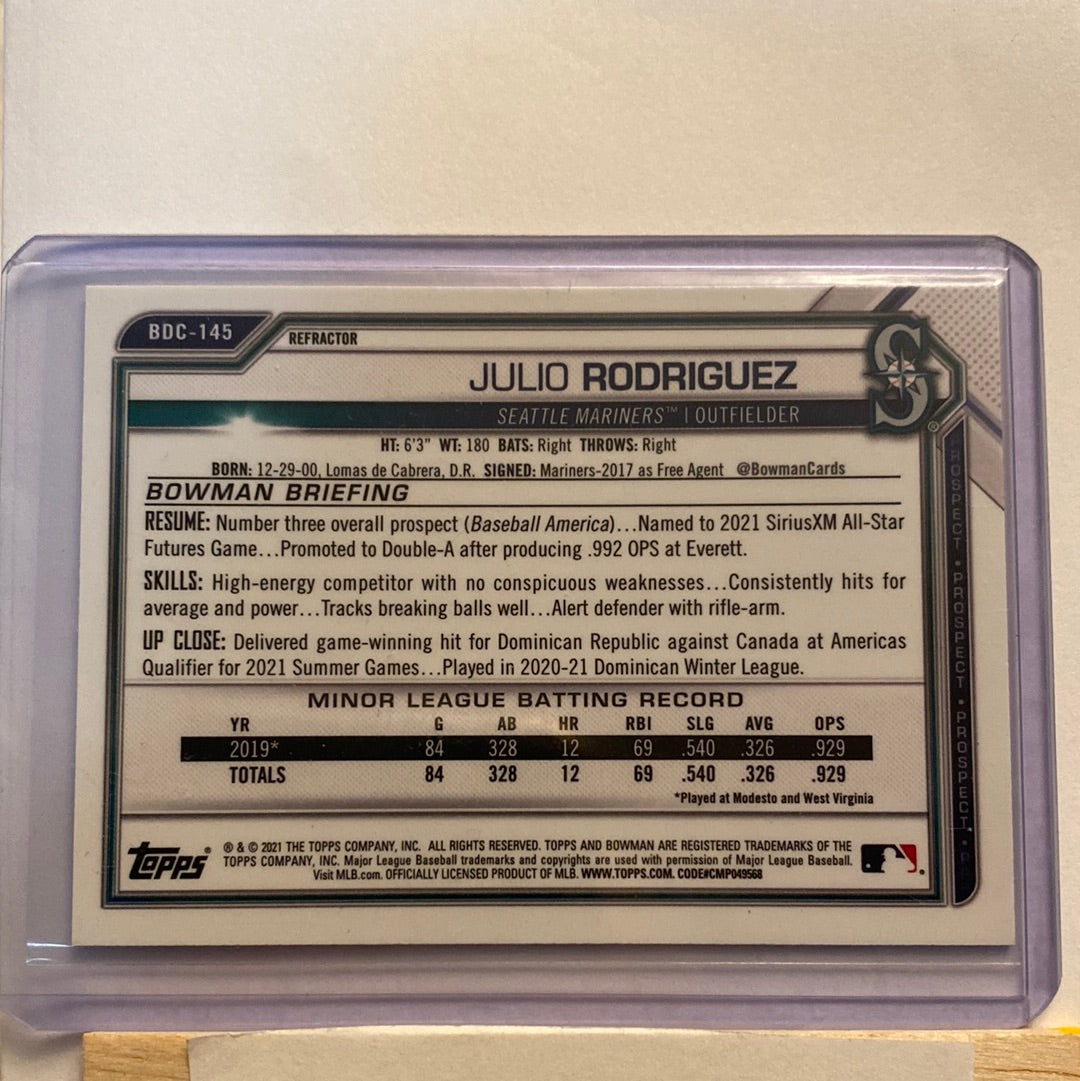 BDC-145
REFRACTOR
JULIO RODRIGUEZ
S
®
SEATTLE MARINERS™ | OUTFIELDER
HT: 6'3" WT: 180 BATS: Right THROWS: Right
BORN: 12-29-00, Lomas de Cabrera, D.R. SIGNED: Mariners-2017 as Free Agent @BowmanCards
BOWMAN BRIEFING
RESUME: Number three overall prospect (Baseball America)...Named to 2021 SiriusXM All-Star
Futures Game...Promoted to Double-A after producing .992 OPS at Everett.
SKILLS: High-energy competitor with no conspicuous weaknesses...Consistently hits for
average and power...Tracks breaking balls well...Alert defender with rifle-arm.
UP CLOSE: Delivered game-winning hit for Dominican Republic against Canada at Americas
Qualifier for 2021 Summer Games...Played in 2020-21 Dominican Winter League.
MINOR LEAGUE BATTING RECORD
YR G AB HR RBI SLG AVG OPS
2019* 84 328 12 69 .540 .326 .929
TOTALS 84 328 12 69 .540 .326 .929
*Played at Modesto and West Virginia
topps®
® & © 2021 THE TOPPS COMPANY, INC. ALL RIGHTS RESERVED. TOPPS AND BOWMAN ARE REGISTERED TRADEMARKS OF THE
TOPPS COMPANY, INC. Major League Baseball trademarks and copyrights are used with permission of Major League Baseball.
Visit MLB.com. OFFICIALLY LICENSED PRODUCT OF MLB. WWW.TOPPS.COM. CODE#CMP049568
PROSPECT • PROSPECT